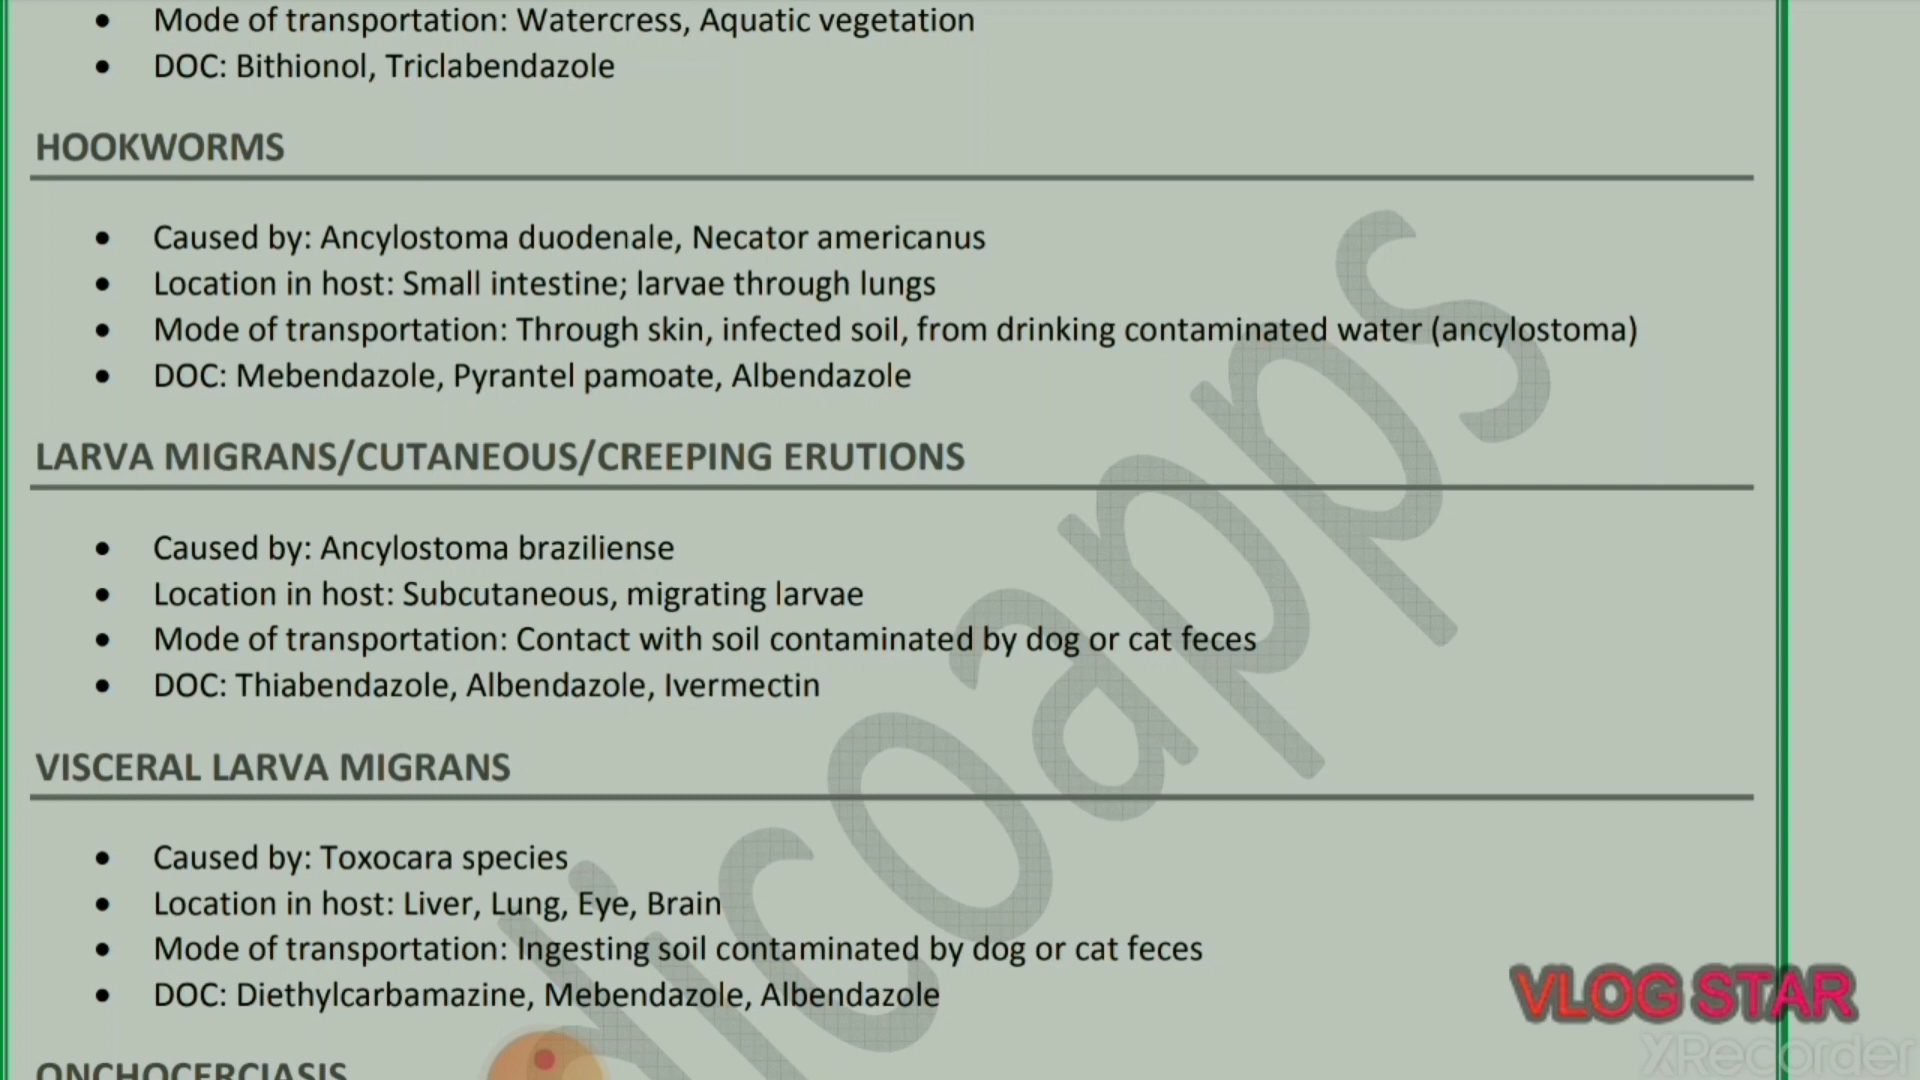 • Mode of transportation: Watercress, Aquatic vegetation
• DOC: Bithionol, Triclabendazole
HOOKWORMS
• Caused by: Ancylostoma duodenale, Necator americanus
• Location in host: Small intestine; larvae through lungs
• Mode of transportation: Through skin, infected soil, from drinking contaminated water (ancylostoma)
• DOC: Mebendazole, Pyrantel pamoate, Albendazole
LARVA MIGRANS/CUTANEOUS/CREEPING ERUTIONS
• Caused by: Ancylostoma braziliense
• Location in host: Subcutaneous, migrating larvae
• Mode of transportation: Contact with soil contaminated by dog or cat feces
• DOC: Thiabendazole, Albendazole, Ivermectin
VISCERAL LARVA MIGRANS
• Caused by: Toxocara species
• Location in host: Liver, Lung, Eye, Brain
• Mode of transportation: Ingesting soil contaminated by dog or cat feces
• DOC: Diethylcarbamazine, Mebendazole, Albendazole
ONCHOCERCIASIS
VLOG STAR
XRecorder